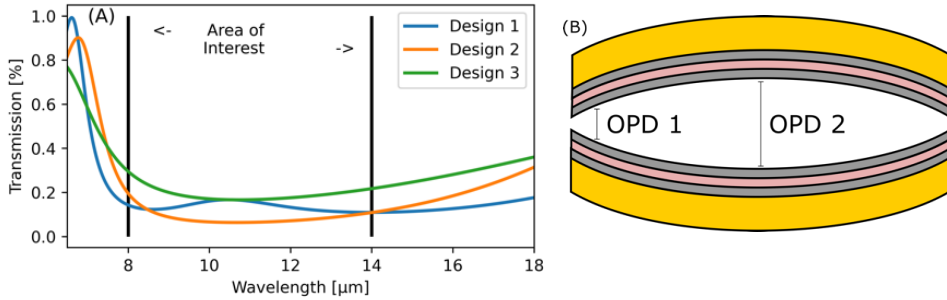 (A)
<- Area of
Interest ->
Design 1
Design 2
Design 3
Transmission [%]
1.0
0.8
0.6
0.4
0.2
0.0
8 10 12 14 16 18
Wavelength [µm]
(B)
OPD 1
OPD 2